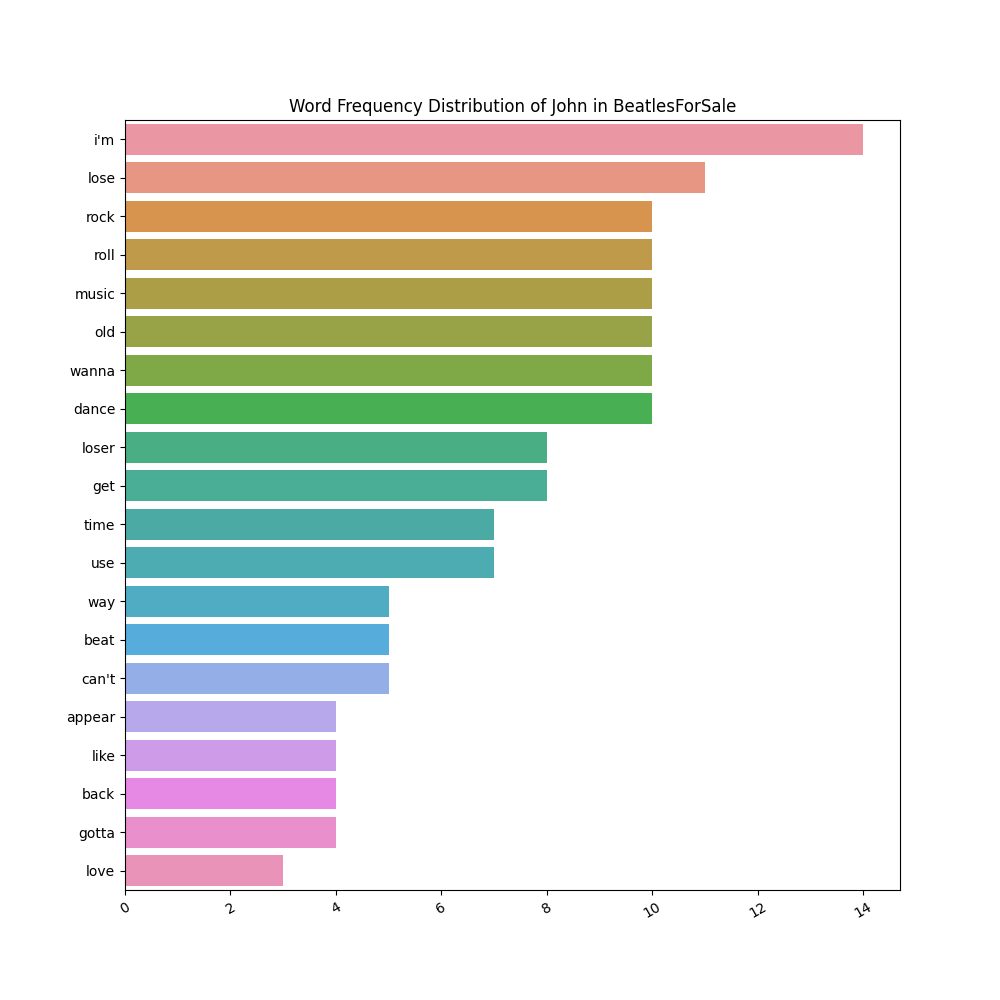 Word Frequency Distribution of John in BeatlesForSale
i'm
lose
rock
roll
music
old
wanna
dance
loser
get
time
use
way
beat
can't
appear
like
back
gotta
love
0 2 4 6 8 10 12 14